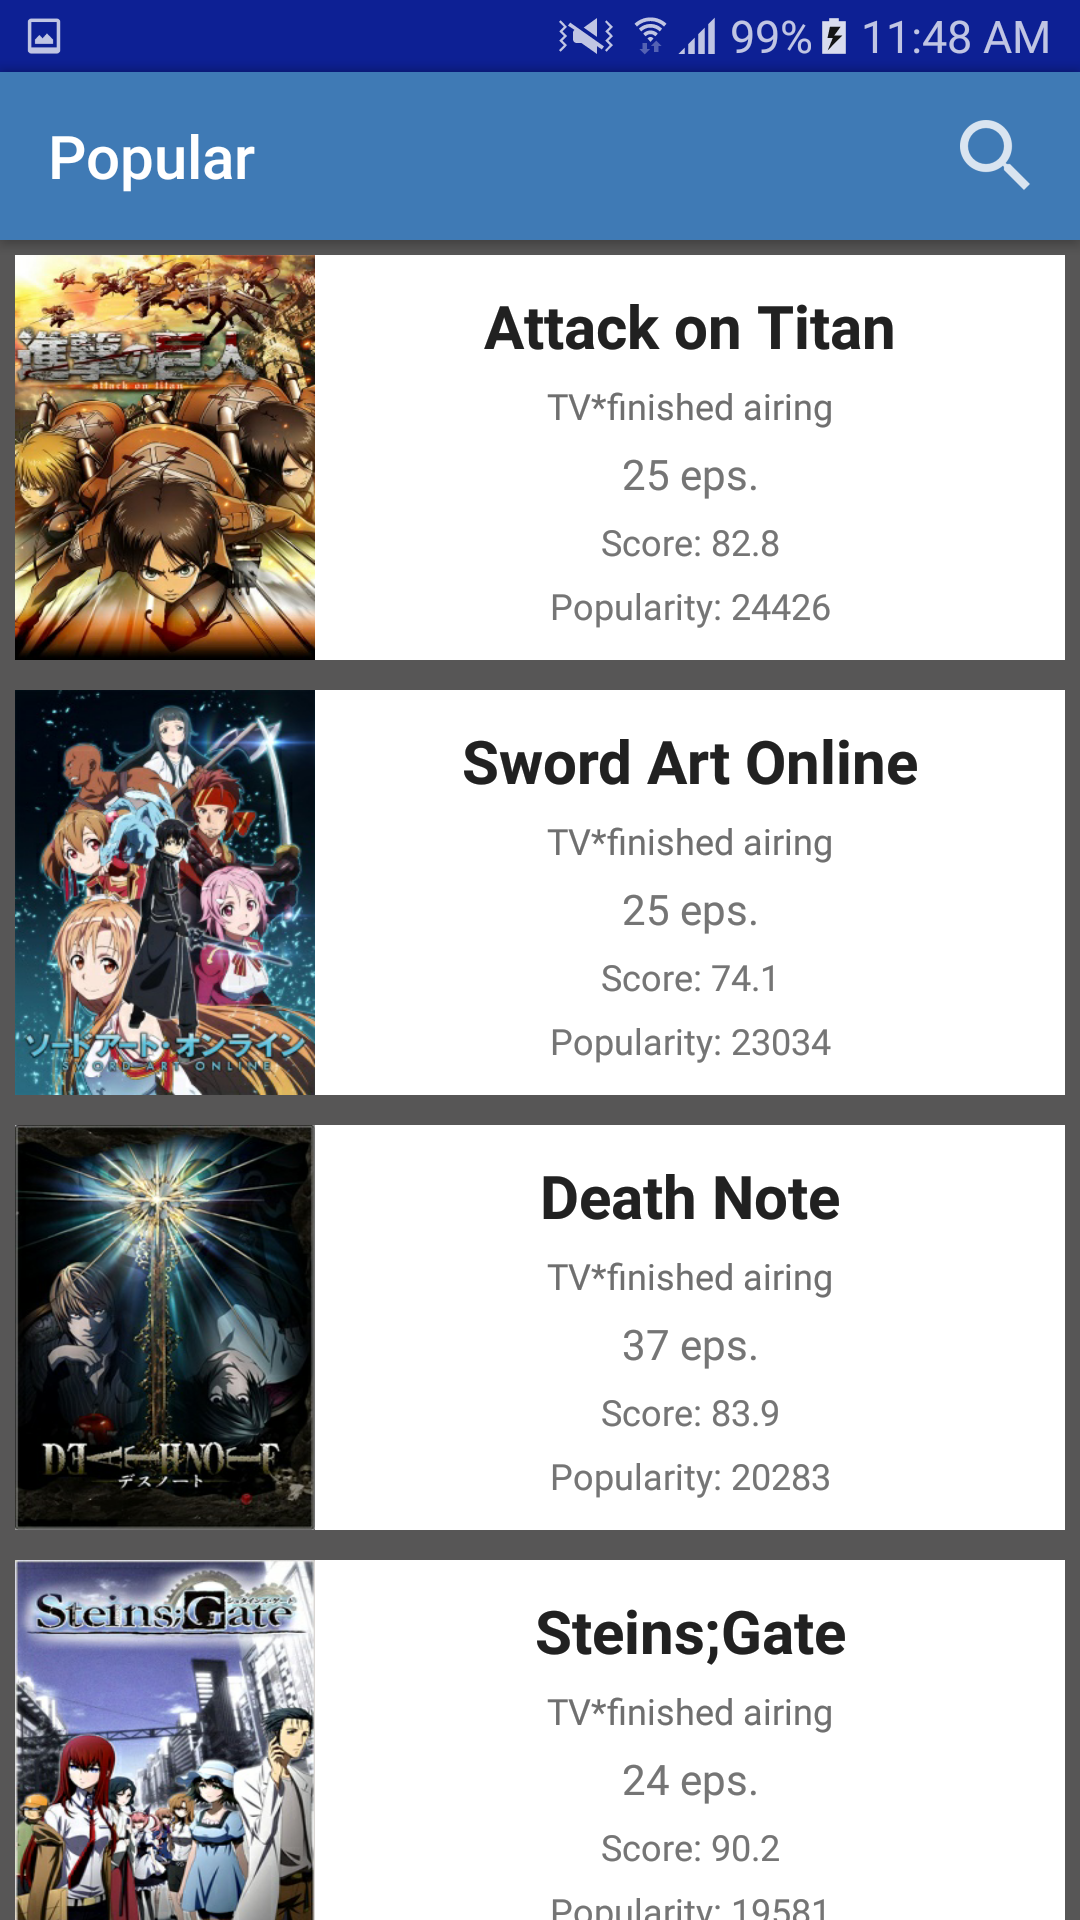 99% 11:48 AM
Popular
進撃の巨人
attack on titan
Attack on Titan
TV*finished airing
25 eps.
Score: 82.8
Popularity: 24426
ソードアート・オンライン
SWORD ART ONLINE
Sword Art Online
TV*finished airing
25 eps.
Score: 74.1
Popularity: 23034
DEATH NOTE
デスノート
Death Note
TV*finished airing
37 eps.
Score: 83.9
Popularity: 20283
Steins;Gate
Steins;Gate
TV*finished airing
24 eps.
Score: 90.2
Popularity: 19581